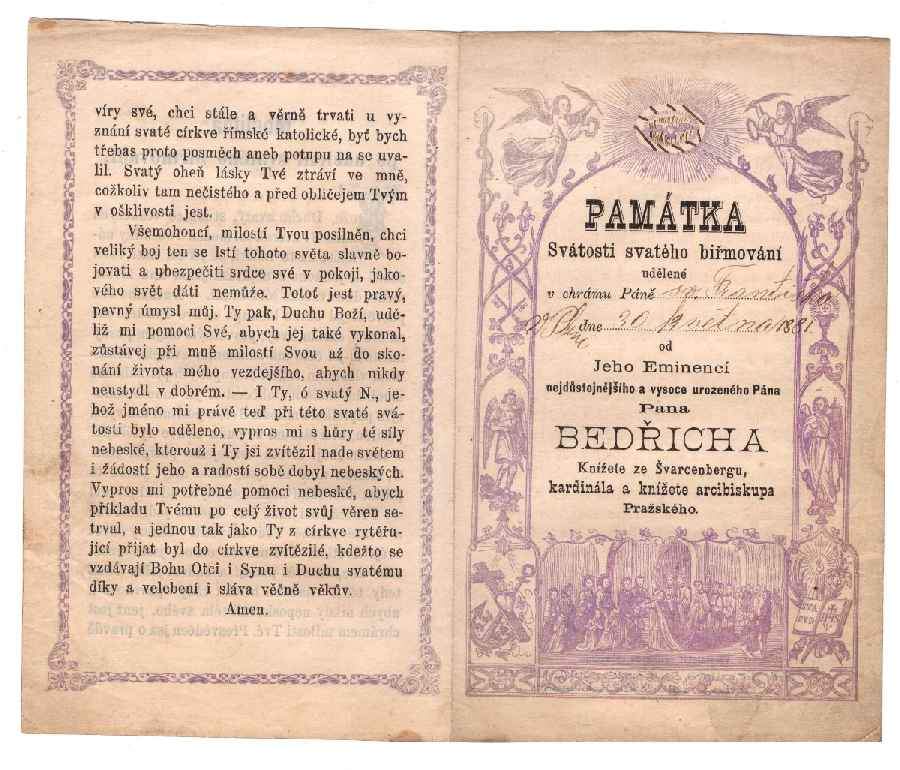 víry své, chci stále a věrně trvati u vy-
znání svaté církve římské katolické, byť bych
třebas proto posměch aneb potupu na se uva-
lil. Svatý oheň lásky Tvé ztráví ve mně,
cožkoliv tam nečistého a před obličejem Tvým
v ošklivosti jest.
Všemohoucí, milostí Tvou posilněn, chci
veliký boj ten se lstí tohoto světa slavně bo-
jovati a ubezpečiti srdce své v pokoji, jako-
vého svět dáti nemůže. Totoť jest pravý,
pevný úmysl můj. Ty pak, Duchu Boží, udě-
liž mi pomoci Své, abych jej také vykonal,
zůstávej při mně milostí Svou až do sko-
nání života mého vezdejšího, abych nikdy
neustydl v dobrém. — I Ty, ó svatý N., je-
hož jméno mi právě teď při této svaté svá-
tosti bylo uděleno, vypros mi s hůry té síly
nebeské, kterouž i Ty jsi zvítězil nade světem
i žádostí jeho a radostí sobě dobyl nebeských.
Vypros mi potřebné pomoci nebeské, abych
příkladu Tvému po celý život svůj věren se-
trval, a jednou tak jako Ty z církve rytěřu-
jící přijat byl do církve zvítězilé, kdežto se
vzdávají Bohu Otci i Synu i Duchu svatému
díky a velebení i sláva věčně věkův.
Amen.
PAMÁTKA
Svátosti svatého biřmování
udělené
v chrámu Páně sv. Františka
dne 30 května 1881
od
Jeho Eminencí
nejdůstojnějšího a vysoce urozeného Pána
Pana
BEDŘICHA
Knížete ze Švarcenbergu,
kardinála a knížete arcibiskupa
Pražského.